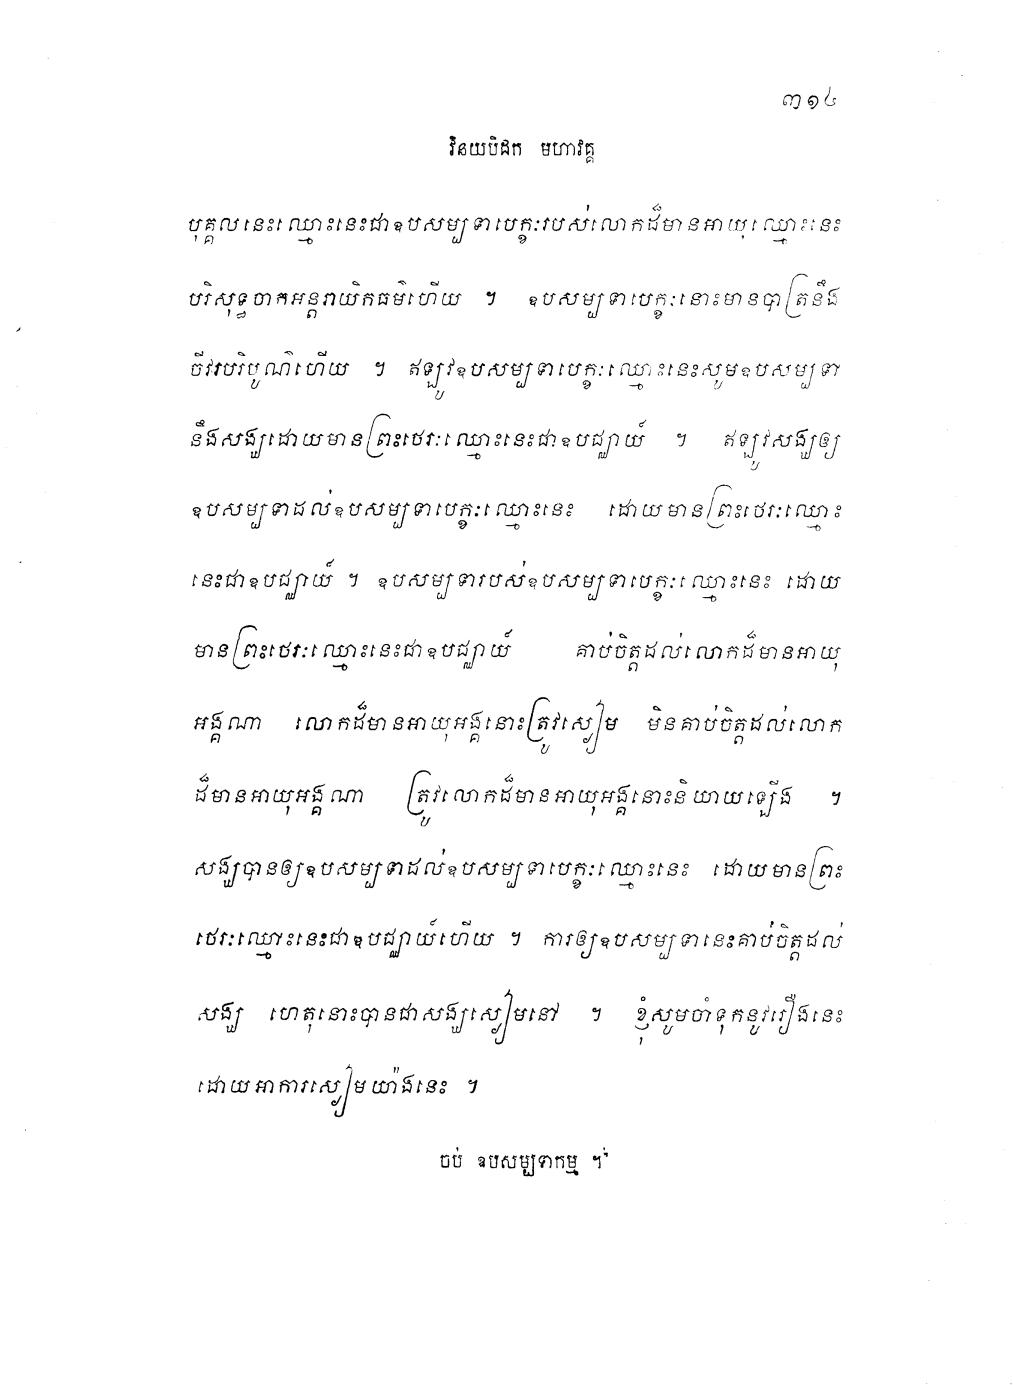 ៣១៤
វិនយបិដក មហាវគ្គ
បុគ្គលនេះឈ្មោះនេះជាឧបសម្បទាបេក្ខៈរបស់លោកដ៏មានអាយុឈ្មោះនេះ
បរិសុទ្ធចាកអន្តរាយិកធម៌ហើយ ។ ឧបសម្បទាបេក្ខៈនោះមានបាត្រនឹង
ចីវរបរិបូណ៌ហើយ ។ ឥឡូវឧបសម្បទាបេក្ខៈឈ្មោះនេះសូមឧបសម្បទា
នឹងសង្ឃដោយមានព្រះថេរៈឈ្មោះនេះជាឧបជ្ឈាយ៍ ។ ឥឡូវសង្ឃឲ្យ
ឧបសម្បទាដល់ឧបសម្បទាបេក្ខៈឈ្មោះនេះ ដោយមានព្រះថេរៈឈ្មោះ
នេះជាឧបជ្ឈាយ៍ ។ ឧបសម្បទារបស់ឧបសម្បទាបេក្ខៈឈ្មោះនេះ ដោយ
មានព្រះថេរៈឈ្មោះនេះជាឧបជ្ឈាយ៍ គាប់ចិត្តដល់លោកដ៏មានអាយុ
អង្គណា លោកដ៏មានអាយុអង្គនោះត្រូវស្ងៀម មិនគាប់ចិត្តដល់លោក
ដ៏មានអាយុអង្គណា ត្រូវលោកដ៏មានអាយុអង្គនោះនិយាយឡើង ។
សង្ឃបានឲ្យឧបសម្បទាដល់ឧបសម្បទាបេក្ខៈឈ្មោះនេះ ដោយមានព្រះ
ថេរៈឈ្មោះនេះជាឧបជ្ឈាយ៍ហើយ ។ ការឲ្យឧបសម្បទានេះគាប់ចិត្តដល់
សង្ឃ ហេតុនោះបានជាសង្ឃស្ងៀមនៅ ។ ខ្ញុំសូមចាំទុកនូវរឿងនេះ
ដោយអាការស្ងៀមយ៉ាងនេះ ។
ចប់ ឧបសម្បទាកម្ម ។